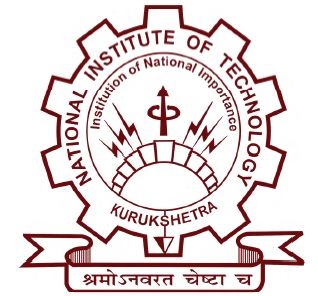 NATIONAL INSTITUTE OF TECHNOLOGY
Institution of National Importance
KURUKSHETRA
श्रमोऽनवरत चेष्टा च